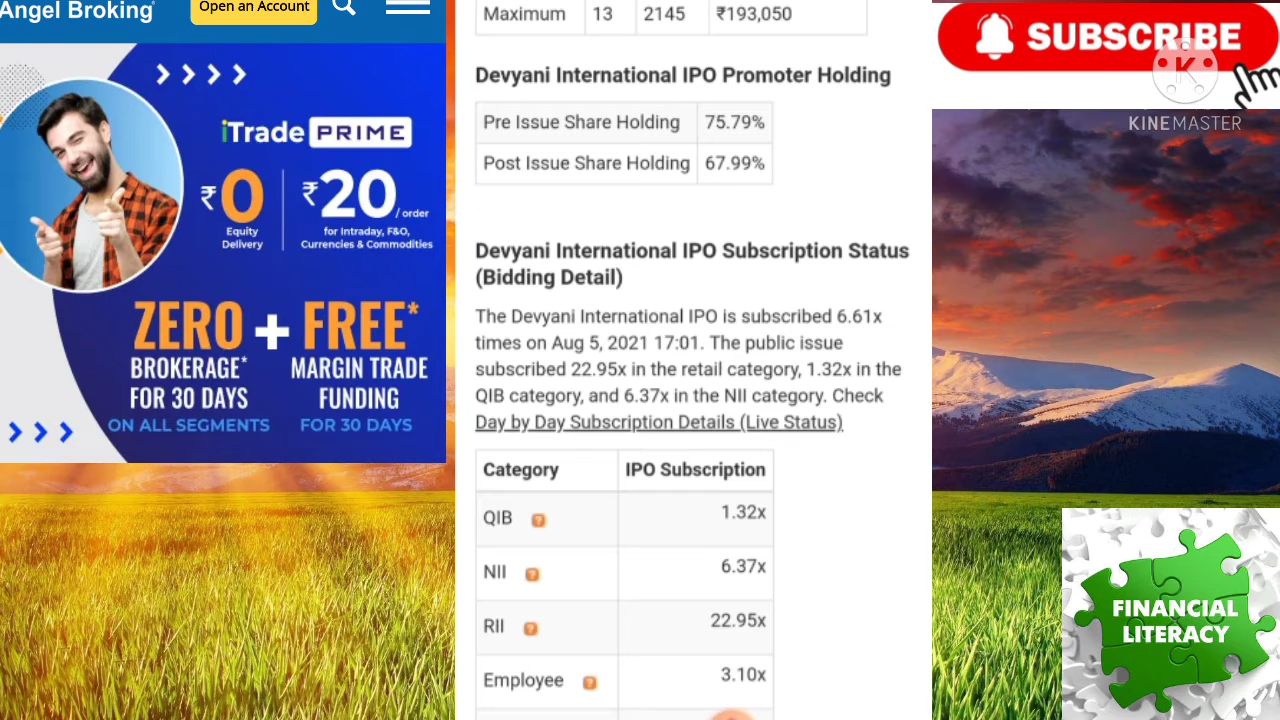 Angel Broking
Open an Account
iTrade PRIME
₹0
Equity
Delivery
₹20/order
for Intraday, F&O,
Currencies & Commodities
ZERO + FREE*
BROKERAGE*
FOR 30 DAYS
ON ALL SEGMENTS
MARGIN TRADE
FUNDING
FOR 30 DAYS
Maximum 13 2145 ₹193,050
Devyani International IPO Promoter Holding
Pre Issue Share Holding 75.79%
Post Issue Share Holding 67.99%
Devyani International IPO Subscription Status
(Bidding Detail)
The Devyani International IPO is subscribed 6.61x
times on Aug 5, 2021 17:01. The public issue
subscribed 22.95x in the retail category, 1.32x in the
QIB category, and 6.37x in the NII category. Check
Day by Day Subscription Details (Live Status)
Category IPO Subscription
QIB ? 1.32x
NII ? 6.37x
RII ? 22.95x
Employee ? 3.10x
SUBSCRIBE
K
KINEMASTER
FINANCIAL
LITERACY